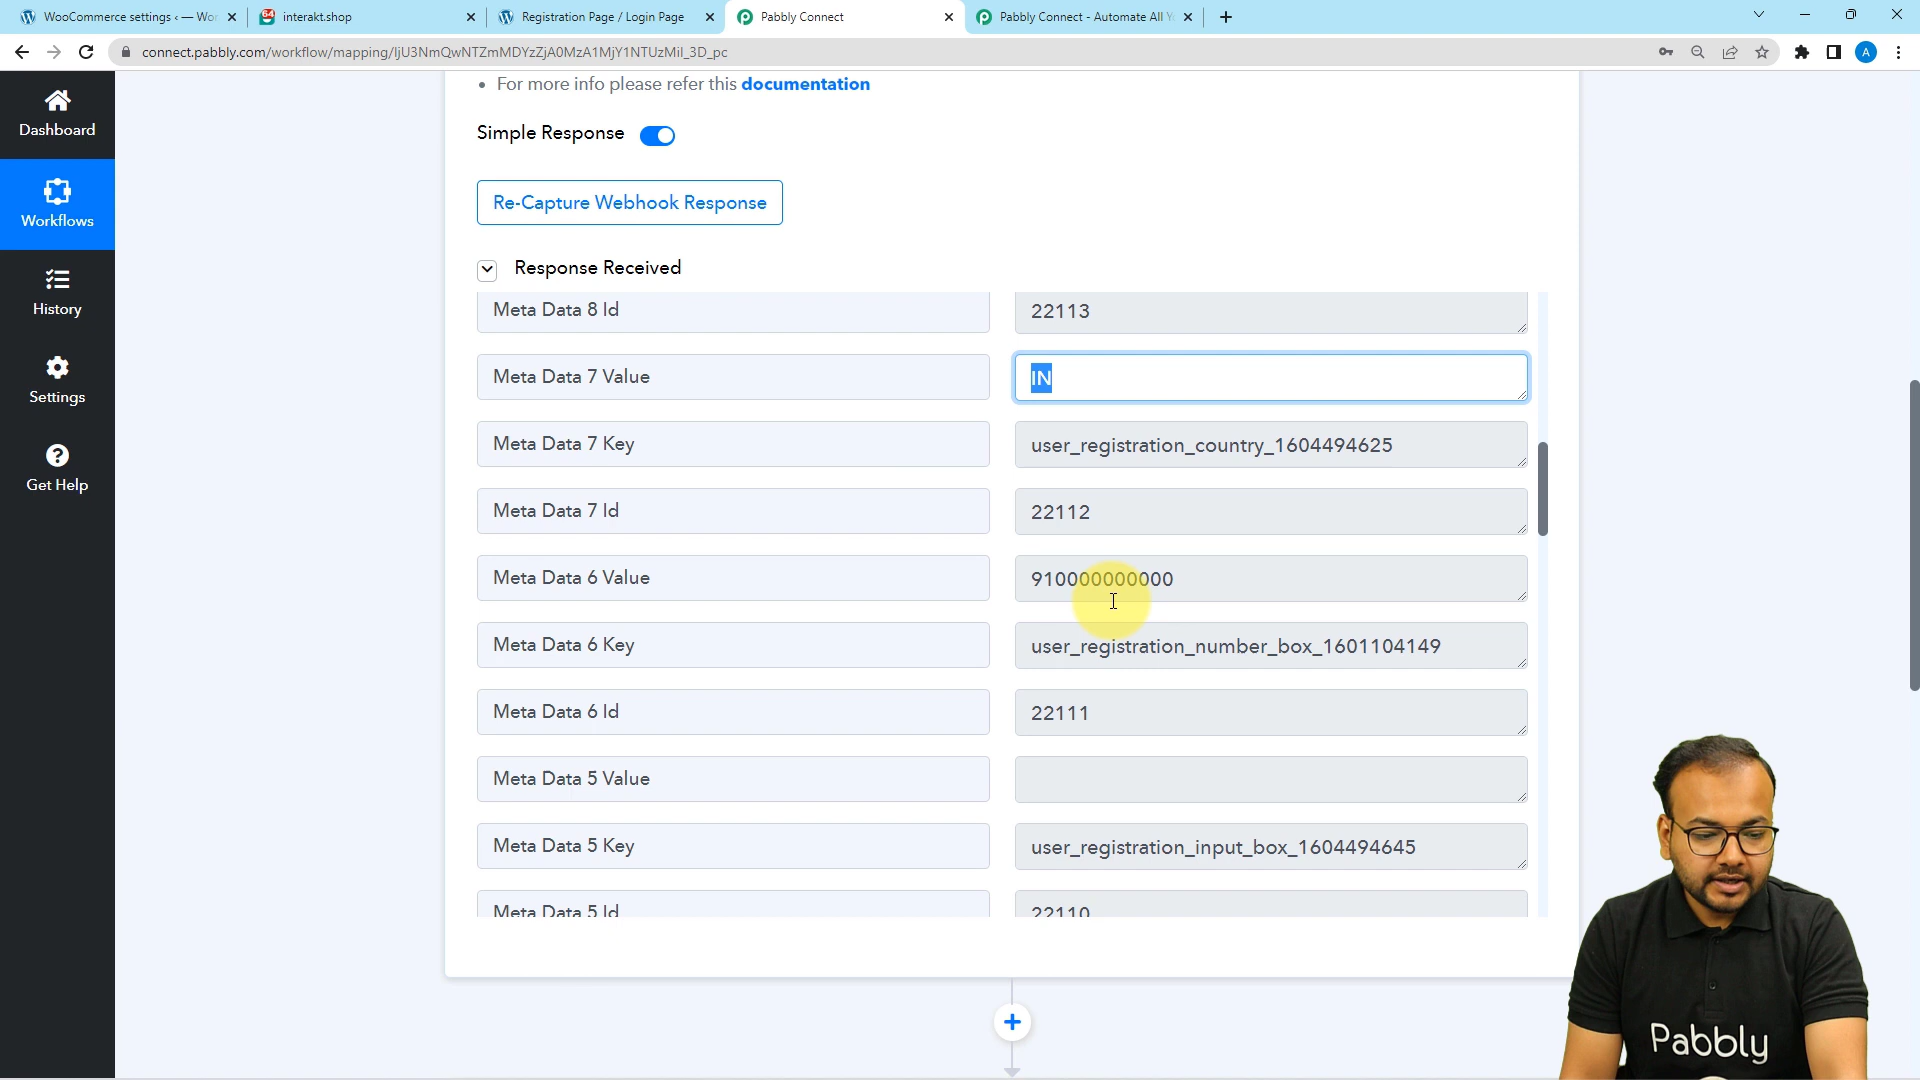 WooCommerce settings ‹ — Wo
interakt.shop
Registration Page / Login Page
Pabbly Connect
Pabbly Connect - Automate All Y
connect.pabbly.com/workflow/mapping/IjU3NmQwNTZmMDYzZjA0MzA1MjY1NTUzMiI_3D_pc
A
Dashboard
Workflows
History
Settings
Get Help
For more info please refer this documentation
Simple Response
Re-Capture Webhook Response
Response Received
Meta Data 8 Id
22113
Meta Data 7 Value
IN
Meta Data 7 Key
user_registration_country_1604494625
Meta Data 7 Id
22112
Meta Data 6 Value
910000000000
Meta Data 6 Key
user_registration_number_box_1601104149
Meta Data 6 Id
22111
Meta Data 5 Value
Meta Data 5 Key
user_registration_input_box_1604494645
Meta Data 5 Id
22110
Pabbly